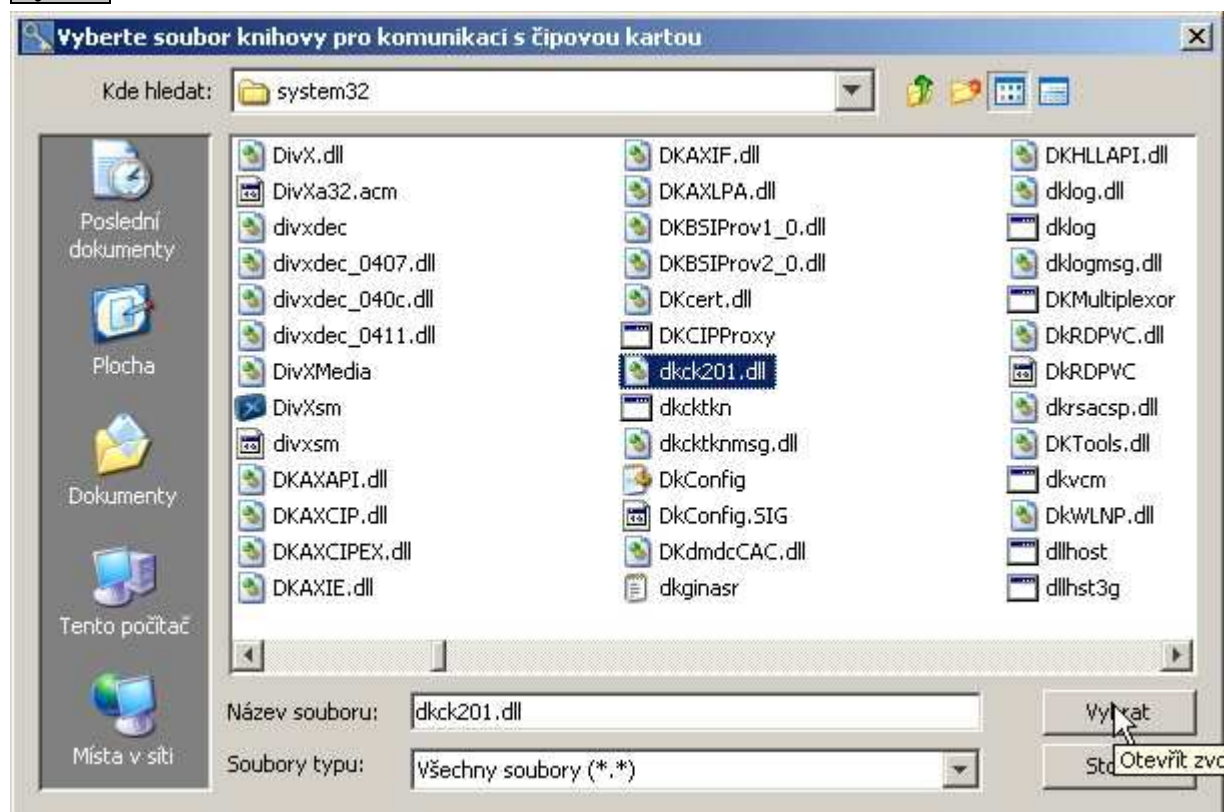 Vyberte soubor knihovy pro komunikaci s čipovou kartou
Kde hledat:
system32
Poslední
dokumenty
Plocha
Dokumenty
Tento počítač
Místa v síti
DivX.dll
DivXa32.acm
divxdec
divxdec_0407.dll
divxdec_040c.dll
divxdec_0411.dll
DivXMedia
DivXsm
divxsm
DKAXAPI.dll
DKAXCIP.dll
DKAXCIPEX.dll
DKAXIE.dll
DKAXIF.dll
DKAXLPA.dll
DKBSIProv1_0.dll
DKBSIProv2_0.dll
DKcert.dll
DKCIPProxy
dkck201.dll
dkcktkn
dkcktknmsg.dll
DkConfig
DkConfig.SIG
DKdmdcCAC.dll
dkginasr
DKHLLAPI.dll
dklog.dll
dklog
dklogmsg.dll
DKMultiplexor
DkRDPVC.dll
DkRDPVC
dkrsacsp.dll
DKTools.dll
dkvcm
DkWLNP.dll
dllhost
dllhst3g
Název souboru:
dkck201.dll
Vybrat
Soubory typu:
Všechny soubory (*.*)
Otevřít